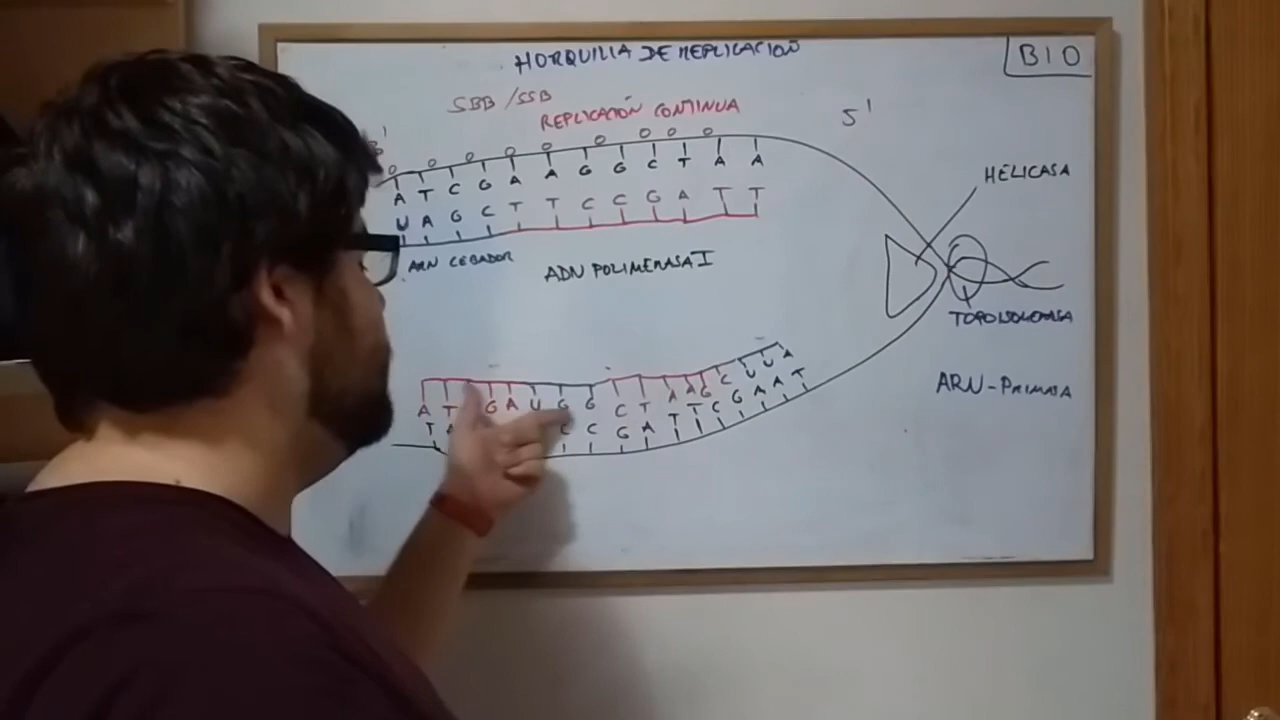 HORQUILLA DE REPLICACIÓN
BIO
SBB / SSB
REPLICACIÓN CONTINUA
5'
HELICASA
A T C G A A G G C T A A
U A G C T T C C G A T T
ARN CEBADOR
ADN POLIMERASA I
TOPOISOMERASA
ARN-PRIMASA
A T G A U G G C T A A G C U U A
T A C C G A T T C G A A T